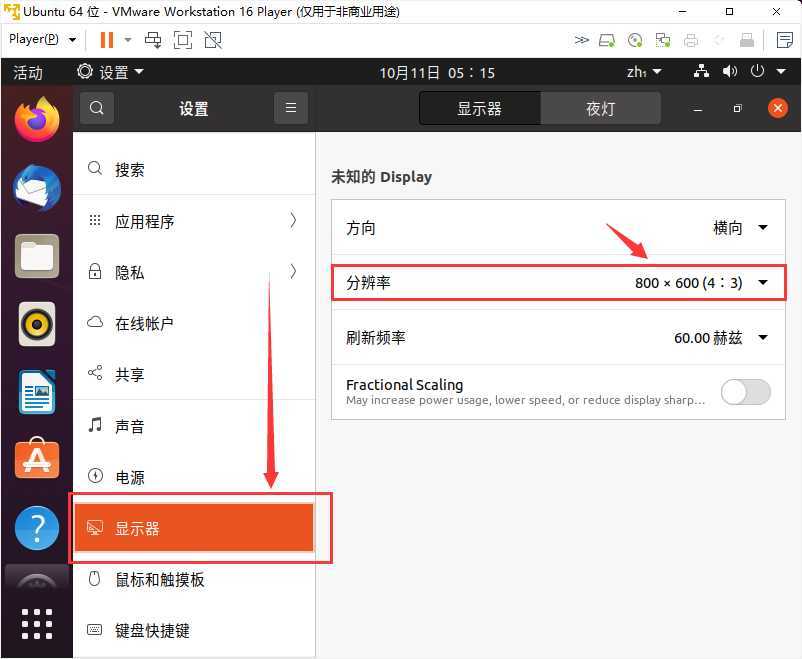 Ubuntu 64 位 - VMware Workstation 16 Player (仅用于非商业用途)
Player(P)
活动
设置
10月11日 05：15
zh₁
设置
显示器
夜灯
搜索
应用程序
隐私
在线帐户
共享
声音
电源
显示器
鼠标和触摸板
键盘快捷键
未知的 Display
方向
横向
分辨率
800 × 600 (4：3)
刷新频率
60.00 赫兹
Fractional Scaling
May increase power usage, lower speed, or reduce display sharp…